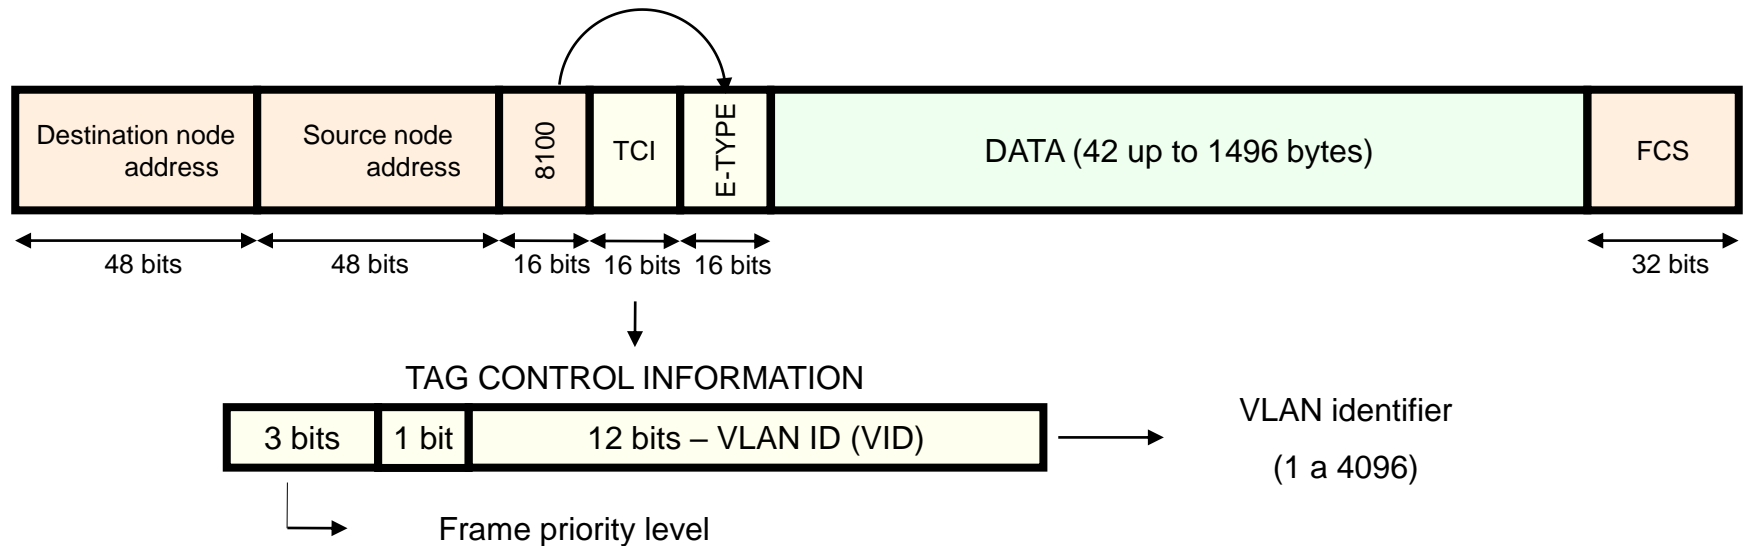 Destination node
address
Source node
address
8100
TCI
E-TYPE
DATA (42 up to 1496 bytes)
FCS
48 bits
48 bits
16 bits
16 bits
16 bits
32 bits
TAG CONTROL INFORMATION
3 bits
1 bit
12 bits – VLAN ID (VID)
VLAN identifier
(1 a 4096)
Frame priority level